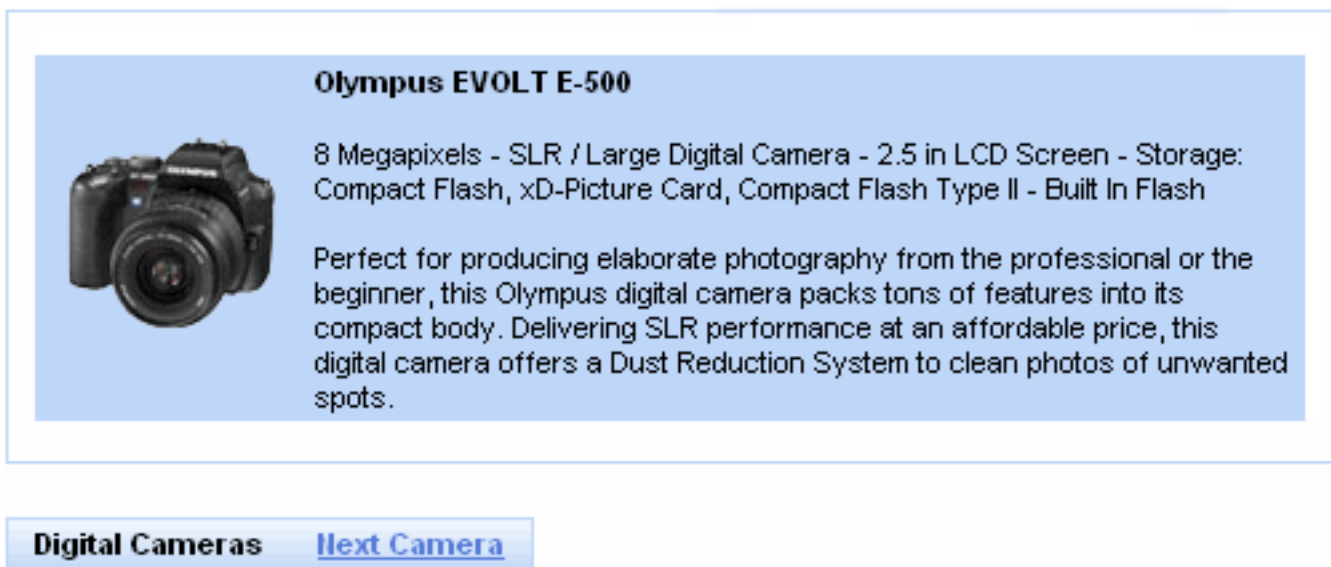 Olympus EVOLT E-500
8 Megapixels - SLR / Large Digital Camera - 2.5 in LCD Screen - Storage:
Compact Flash, xD-Picture Card, Compact Flash Type II - Built In Flash
Perfect for producing elaborate photography from the professional or the
beginner, this Olympus digital camera packs tons of features into its
compact body. Delivering SLR performance at an affordable price, this
digital camera offers a Dust Reduction System to clean photos of unwanted
spots.
OLYMPUS
Digital Cameras Next Camera